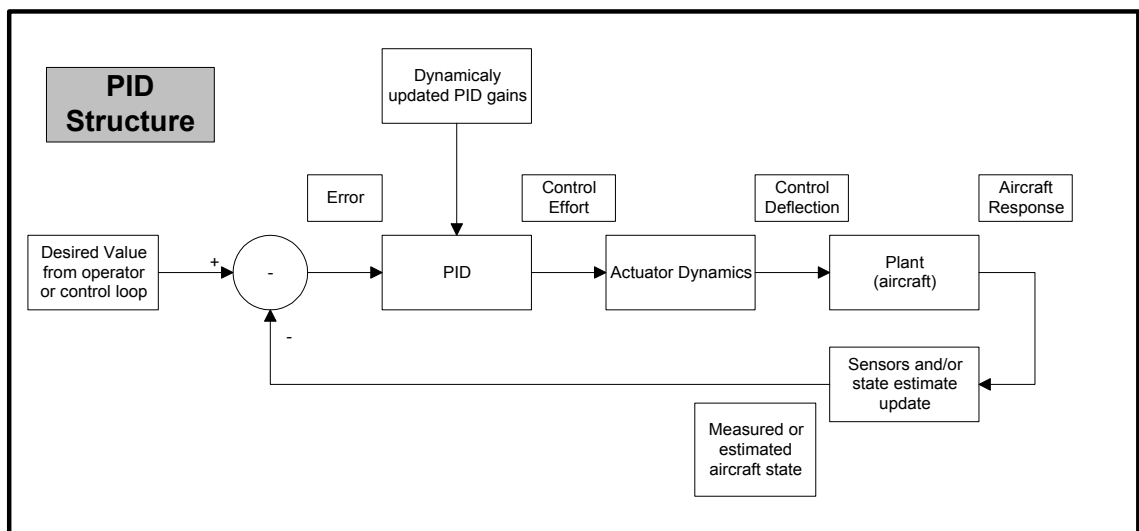 PID
Structure
Dynamicaly
updated PID gains
Error
Control
Effort
Control
Deflection
Aircraft
Response
Desired Value
from operator
or control loop
+
-
PID
Actuator Dynamics
Plant
(aircraft)
-
Sensors and/or
state estimate
update
Measured or
estimated
aircraft state